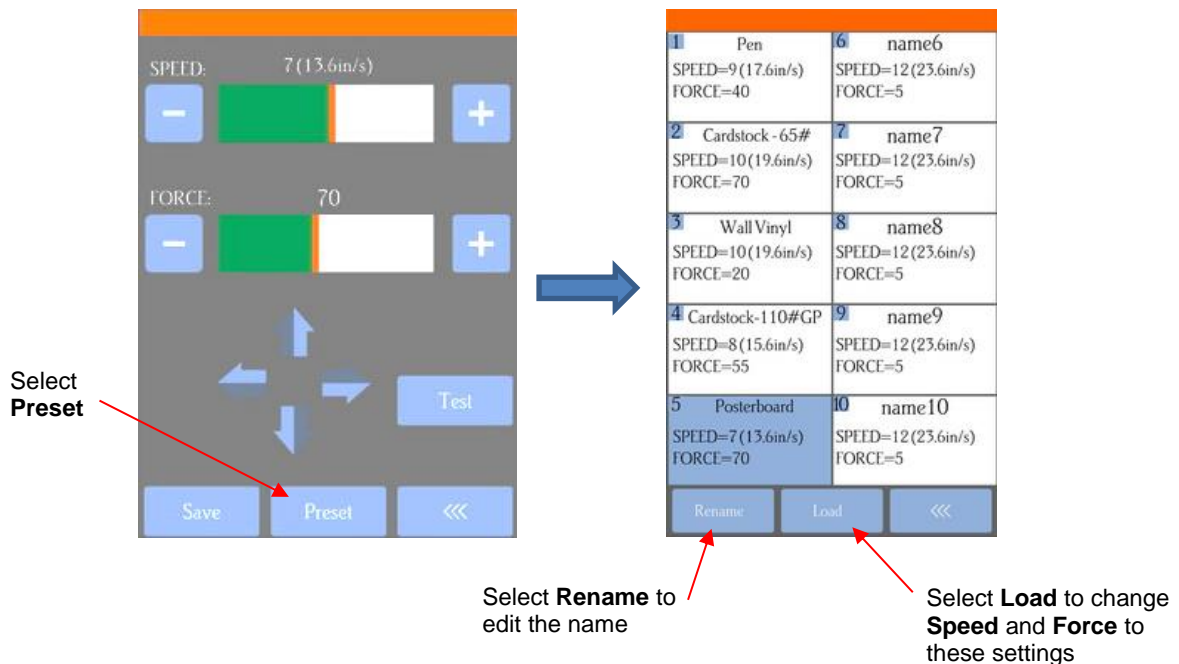 SPEED:
7(13.6in/s)
−
+
FORCE:
70
−
+
Test
Save
Preset
<<<
Select
Preset
1 Pen
SPEED=9(17.6in/s)
FORCE=40
2 Cardstock-65#
SPEED=10(19.6in/s)
FORCE=70
3 Wall Vinyl
SPEED=10(19.6in/s)
FORCE=20
4 Cardstock-110#GP
SPEED=8(15.6in/s)
FORCE=55
5 Posterboard
SPEED=7(13.6in/s)
FORCE=70
6 name6
SPEED=12(23.6in/s)
FORCE=5
7 name7
SPEED=12(23.6in/s)
FORCE=5
8 name8
SPEED=12(23.6in/s)
FORCE=5
9 name9
SPEED=12(23.6in/s)
FORCE=5
10 name10
SPEED=12(23.6in/s)
FORCE=5
Rename
Load
<<<
Select Rename to
edit the name
Select Load to change
Speed and Force to
these settings